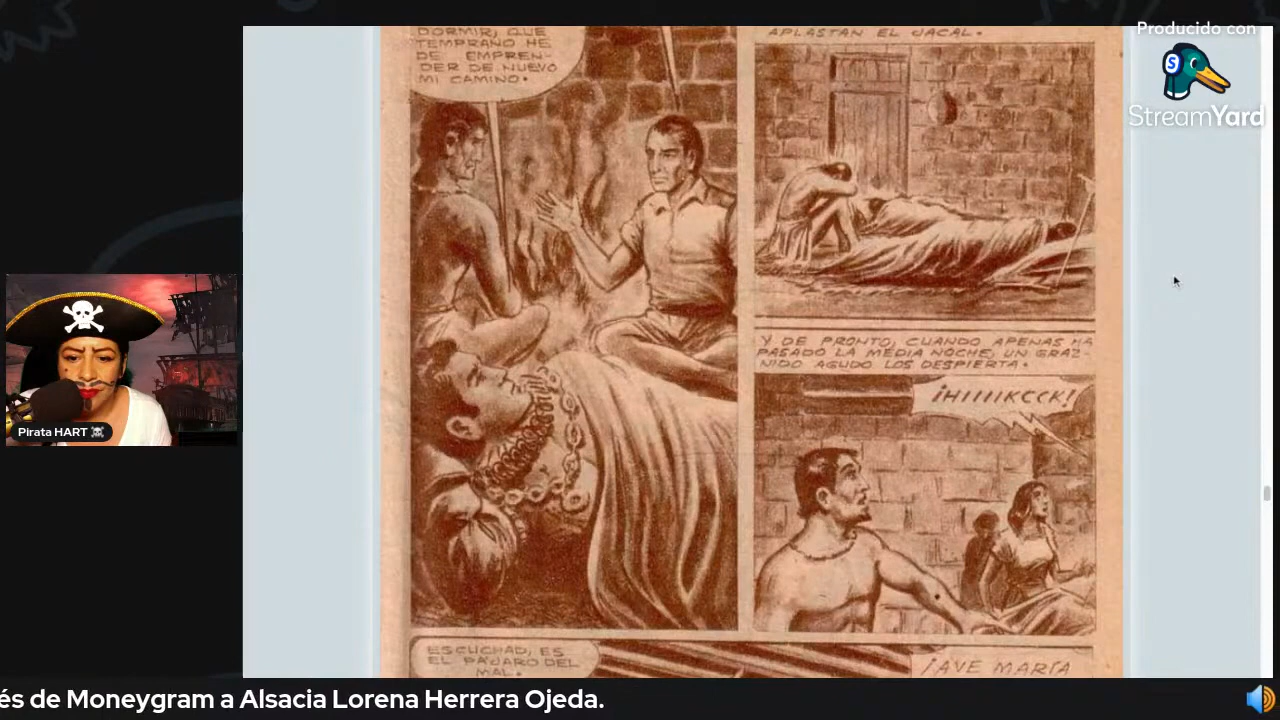 Producido con
StreamYard
DORMIR, QUE
TEMPRANO HE
DE EMPREN-
DER DE NUEVO
MI CAMINO.
APLASTAN EL JACAL.
Y DE PRONTO, CUANDO APENAS HA
PASADO LA MEDIA NOCHE, UN GRAZ-
NIDO AGUDO LOS DESPIERTA.
¡HIIIIKCCK!
ESCUCHAD, ES
EL PÁJARO DEL
MAL.
¡AVE MARÍA
Pirata HART ☠️
és de Moneygram a Alsacia Lorena Herrera Ojeda.